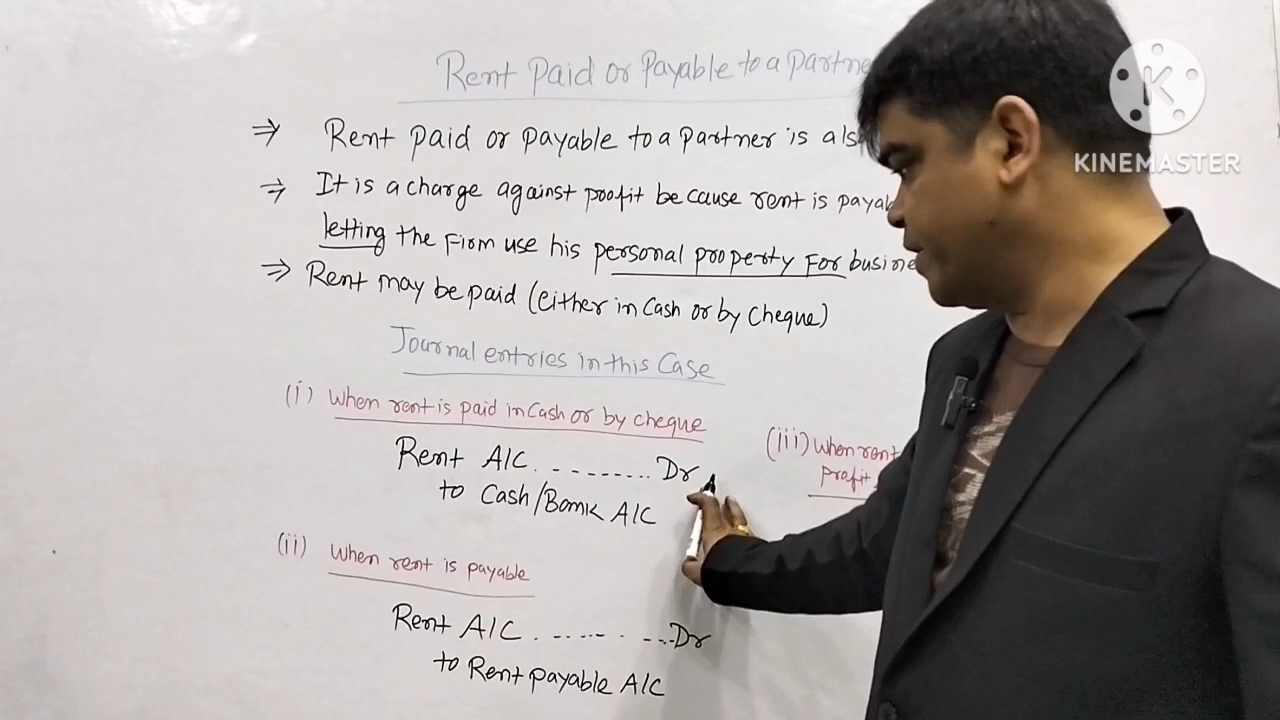 Rent Paid or Payable to a Partne
⇒ Rent paid or payable to a partner is als
⇒ It is a charge against profit because rent is payab
letting the firm use his personal property for busine
⇒ Rent may be paid (either in cash or by cheque)
Journal entries in this Case
(i) When rent is paid in cash or by cheque
Rent A/C. - - - - - - - - .... Dr
to Cash/Bank A/C
(ii) When rent is payable
Rent A/C . - . - - - . - - .. Dr
to Rent payable A/C
(iii) When rent
profit
K
KINEMASTER